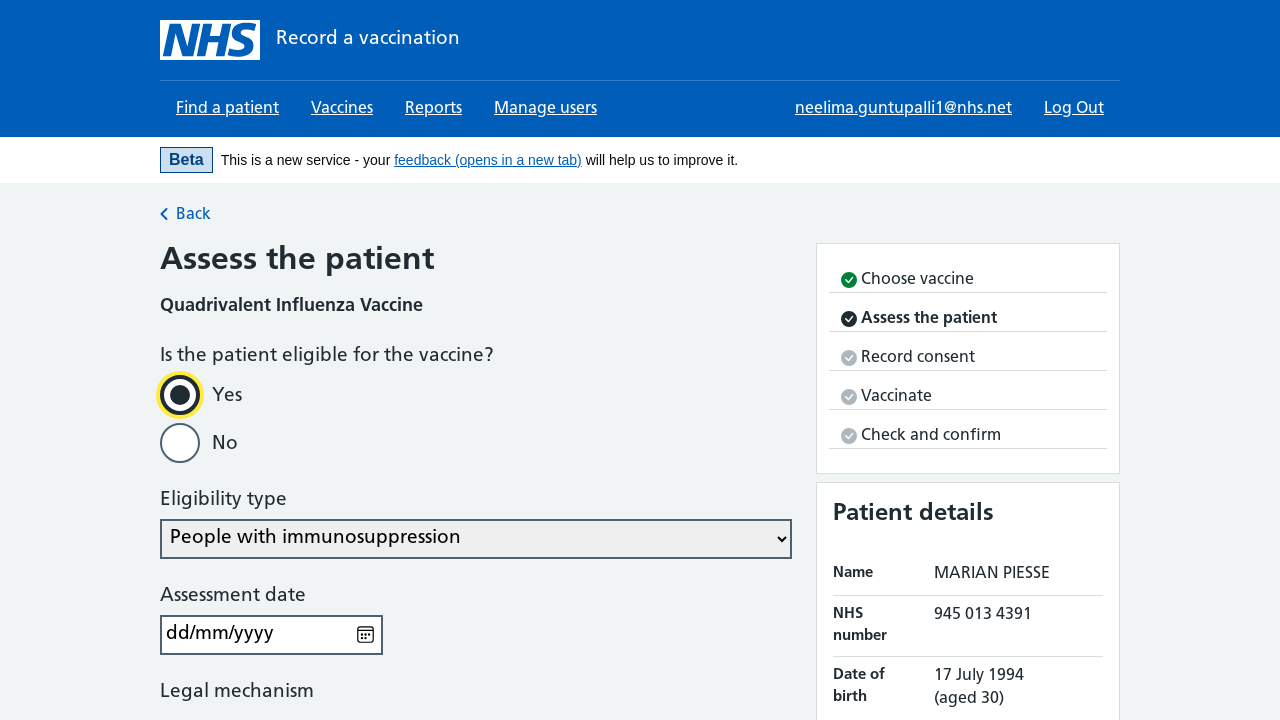 NHS Record a vaccination
Find a patient Vaccines Reports Manage users neelima.guntupalli1@nhs.net Log Out
Beta This is a new service - your feedback (opens in a new tab) will help us to improve it.
Back
Assess the patient
Quadrivalent Influenza Vaccine
Is the patient eligible for the vaccine?
Yes
No
Eligibility type
People with immunosuppression
Assessment date
dd/mm/yyyy
Legal mechanism
Choose vaccine
Assess the patient
Record consent
Vaccinate
Check and confirm
Patient details
Name MARIAN PIESSE
NHS number 945 013 4391
Date of birth 17 July 1994 (aged 30)